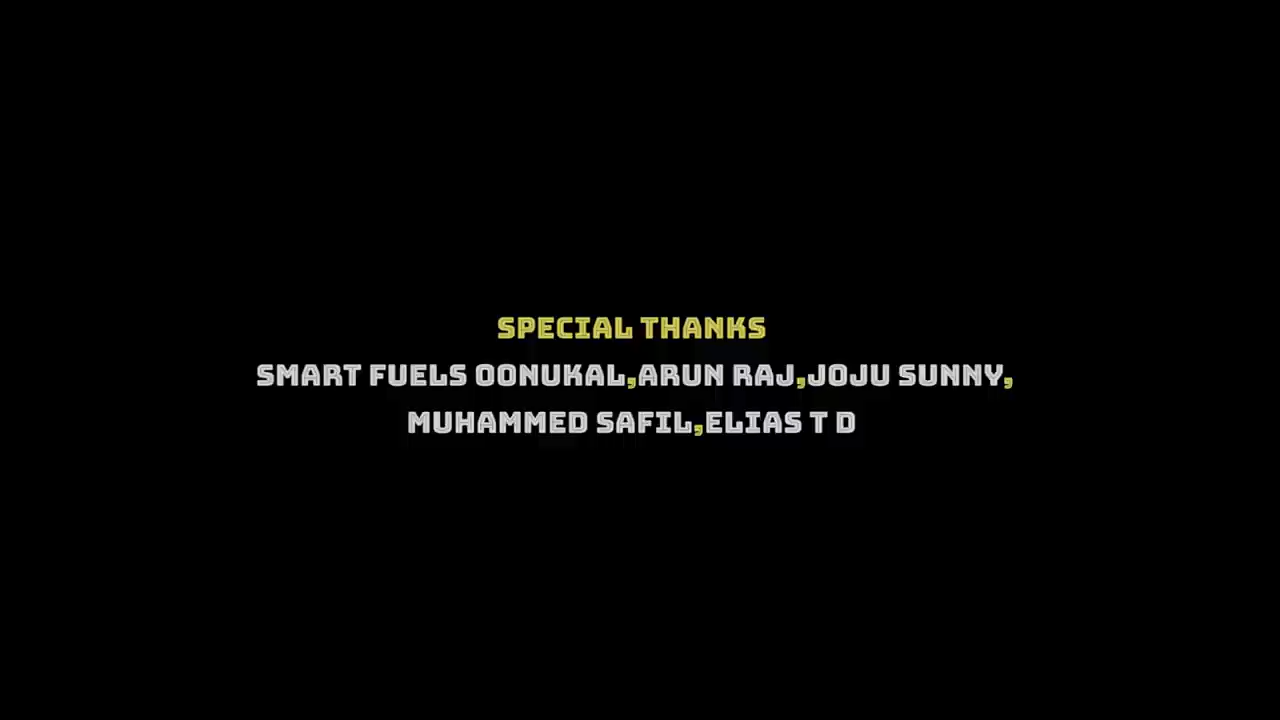 SPECIAL THANKS
SMART FUELS OONUKAL,ARUN RAJ,JOJU SUNNY,
MUHAMMED SAFIL,ELIAS T D